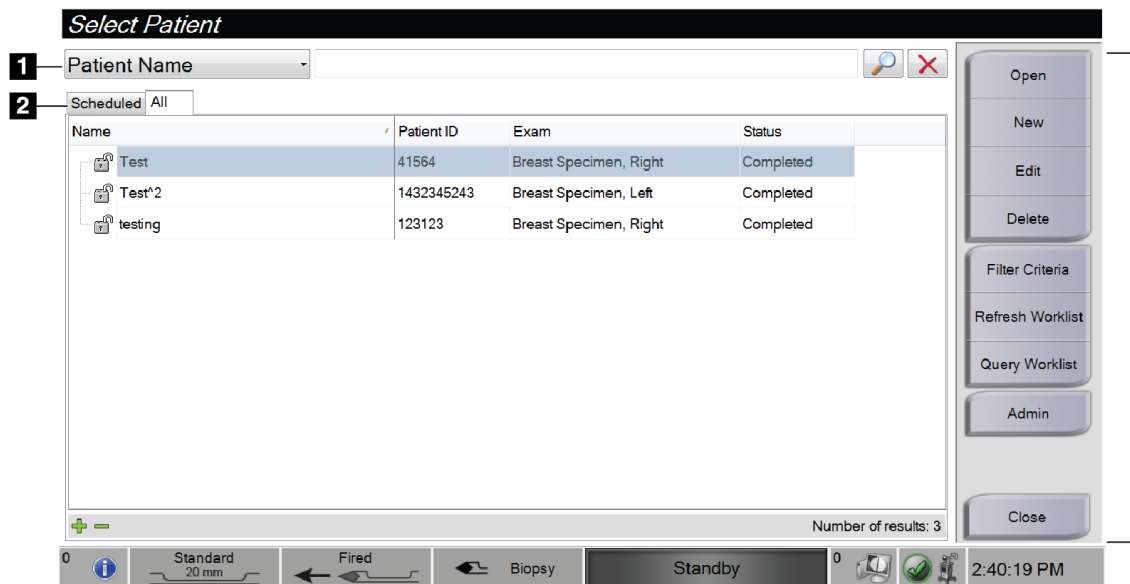 Select Patient
1
Patient Name
2
Scheduled All
Name Patient ID Exam Status
Test 41564 Breast Specimen, Right Completed
Test^2 1432345243 Breast Specimen, Left Completed
testing 123123 Breast Specimen, Right Completed
Number of results: 3
Open
New
Edit
Delete
Filter Criteria
Refresh Worklist
Query Worklist
Admin
Close
0 i Standard 20 mm Fired Biopsy Standby 0 2:40:19 PM